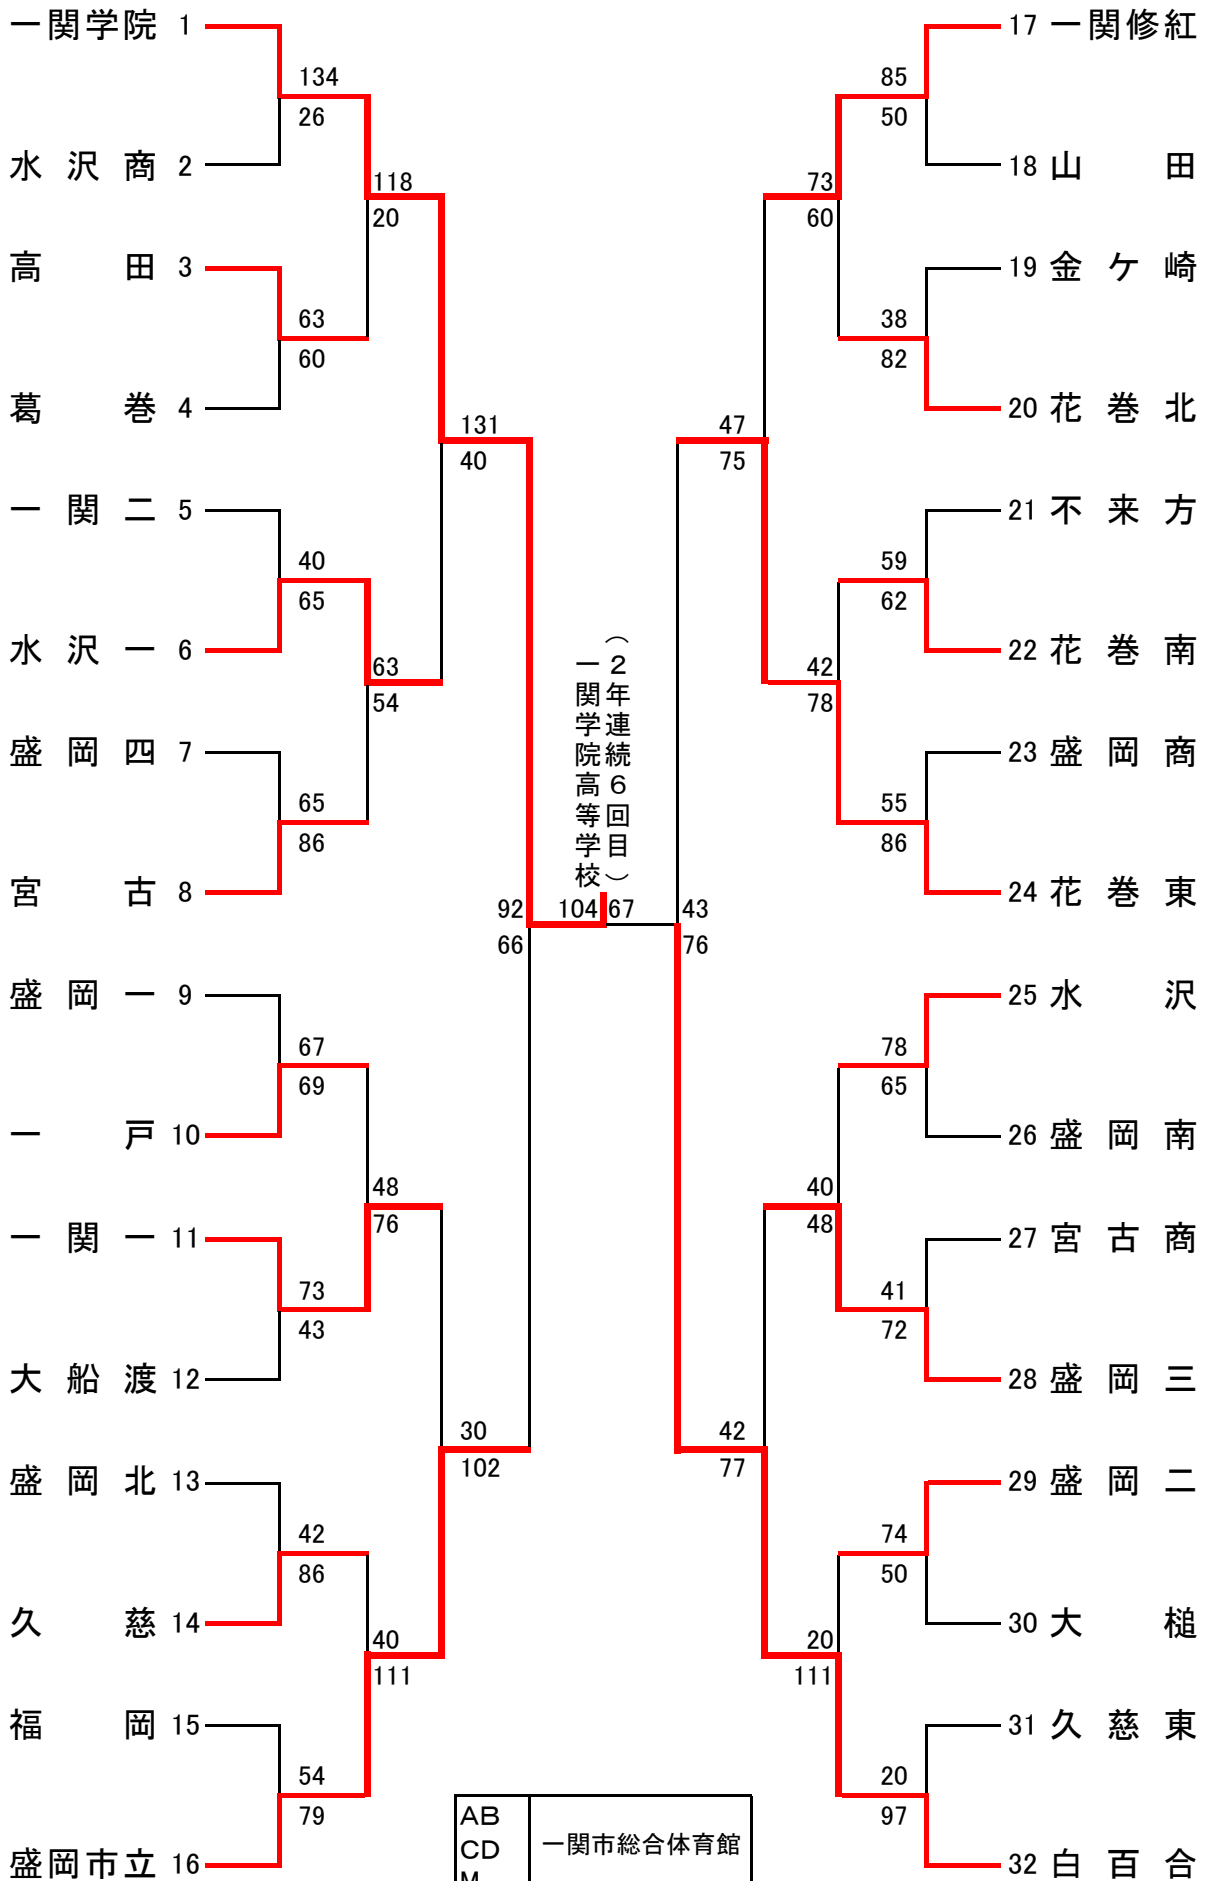 一関学院 1
134
26
水沢商 2
118
20
高田 3
63
60
葛巻 4
131
40
一関二 5
40
65
水沢一 6
63
54
盛岡四 7
65
86
宮古 8
92
66
盛岡一 9
67
69
一戸 10
48
76
一関一 11
73
43
大船渡 12
30
102
盛岡北 13
42
86
久慈 14
40
111
福岡 15
54
79
盛岡市立 16
（２年連続６回目）
一関学院高等学校
104 67
17 一関修紅
85
50
18 山田
73
60
19 金ケ崎
38
82
20 花巻北
47
75
21 不来方
59
62
22 花巻南
42
78
23 盛岡商
55
86
24 花巻東
43
76
25 水沢
78
65
26 盛岡南
40
48
27 宮古商
41
72
28 盛岡三
42
77
29 盛岡二
74
50
30 大槌
20
111
31 久慈東
20
97
32 白百合
AB
CD
一関市総合体育館